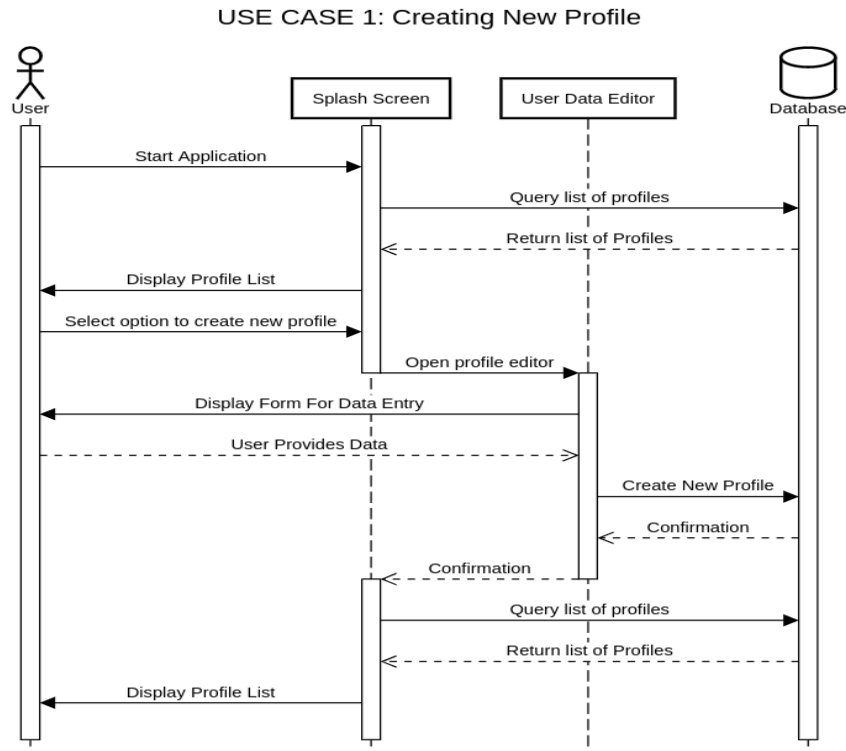 USE CASE 1: Creating New Profile
User
Splash Screen
User Data Editor
Database
Start Application
Query list of profiles
Return list of Profiles
Display Profile List
Select option to create new profile
Open profile editor
Display Form For Data Entry
User Provides Data
Create New Profile
Confirmation
Confirmation
Query list of profiles
Return list of Profiles
Display Profile List